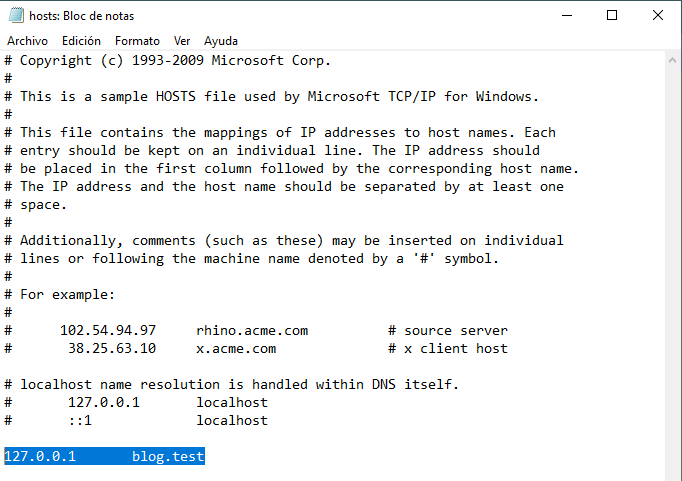 hosts: Bloc de notas
Archivo Edición Formato Ver Ayuda
# Copyright (c) 1993-2009 Microsoft Corp.
#
# This is a sample HOSTS file used by Microsoft TCP/IP for Windows.
#
# This file contains the mappings of IP addresses to host names. Each
# entry should be kept on an individual line. The IP address should
# be placed in the first column followed by the corresponding host name.
# The IP address and the host name should be separated by at least one
# space.
#
# Additionally, comments (such as these) may be inserted on individual
# lines or following the machine name denoted by a '#' symbol.
#
# For example:
#
#      102.54.94.97     rhino.acme.com          # source server
#       38.25.63.10     x.acme.com              # x client host

# localhost name resolution is handled within DNS itself.
#       127.0.0.1       localhost
#       ::1             localhost

127.0.0.1       blog.test